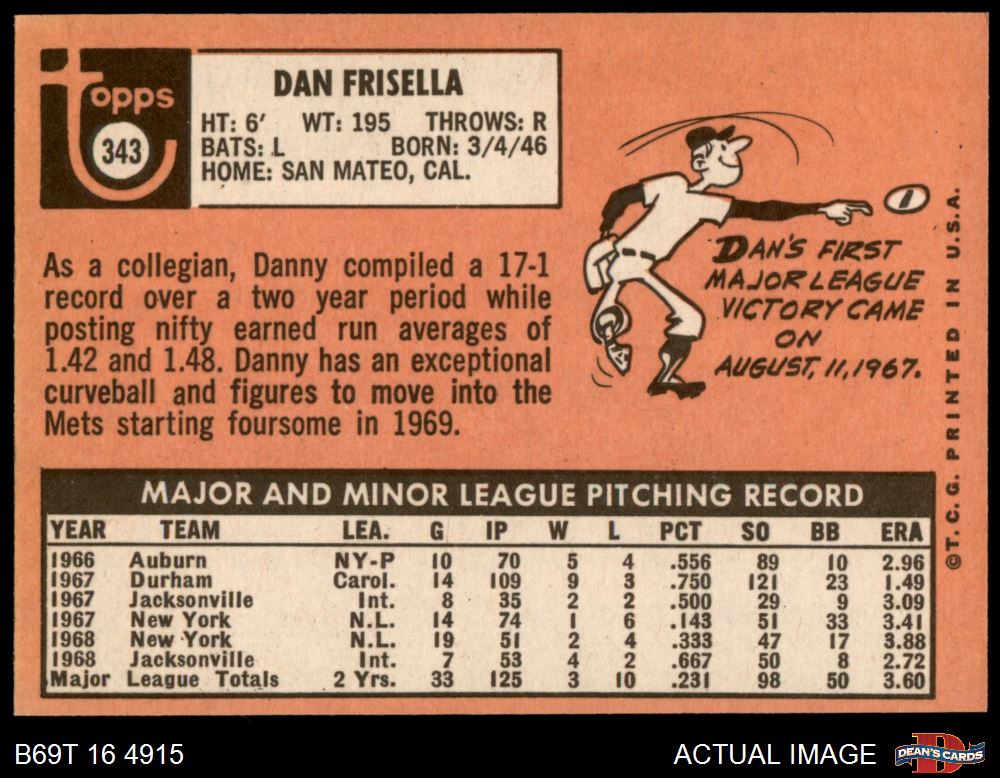 topps
343
DAN FRISELLA
HT: 6' WT: 195 THROWS: R
BATS: L BORN: 3/4/46
HOME: SAN MATEO, CAL.
As a collegian, Danny compiled a 17-1
record over a two year period while
posting nifty earned run averages of
1.42 and 1.48. Danny has an exceptional
curveball and figures to move into the
Mets starting foursome in 1969.
DAN'S FIRST
MAJOR LEAGUE
VICTORY CAME
ON
AUGUST, 11, 1967.
©T. C. G. PRINTED IN U.S.A.
MAJOR AND MINOR LEAGUE PITCHING RECORD
YEAR TEAM LEA. G IP W L PCT SO BB ERA
1966 Auburn NY-P 10 70 5 4 .556 89 10 2.96
1967 Durham Carol. 14 109 9 3 .750 121 23 1.49
1967 Jacksonville Int. 8 35 2 2 .500 29 9 3.09
1967 New York N.L. 14 74 1 6 .143 51 33 3.41
1968 New York N.L. 19 51 2 4 .333 47 17 3.88
1968 Jacksonville Int. 7 53 4 2 .667 50 8 2.72
Major League Totals 2 Yrs. 33 125 3 10 .231 98 50 3.60
B69T 16 4915
ACTUAL IMAGE
D
DEAN'S CARDS